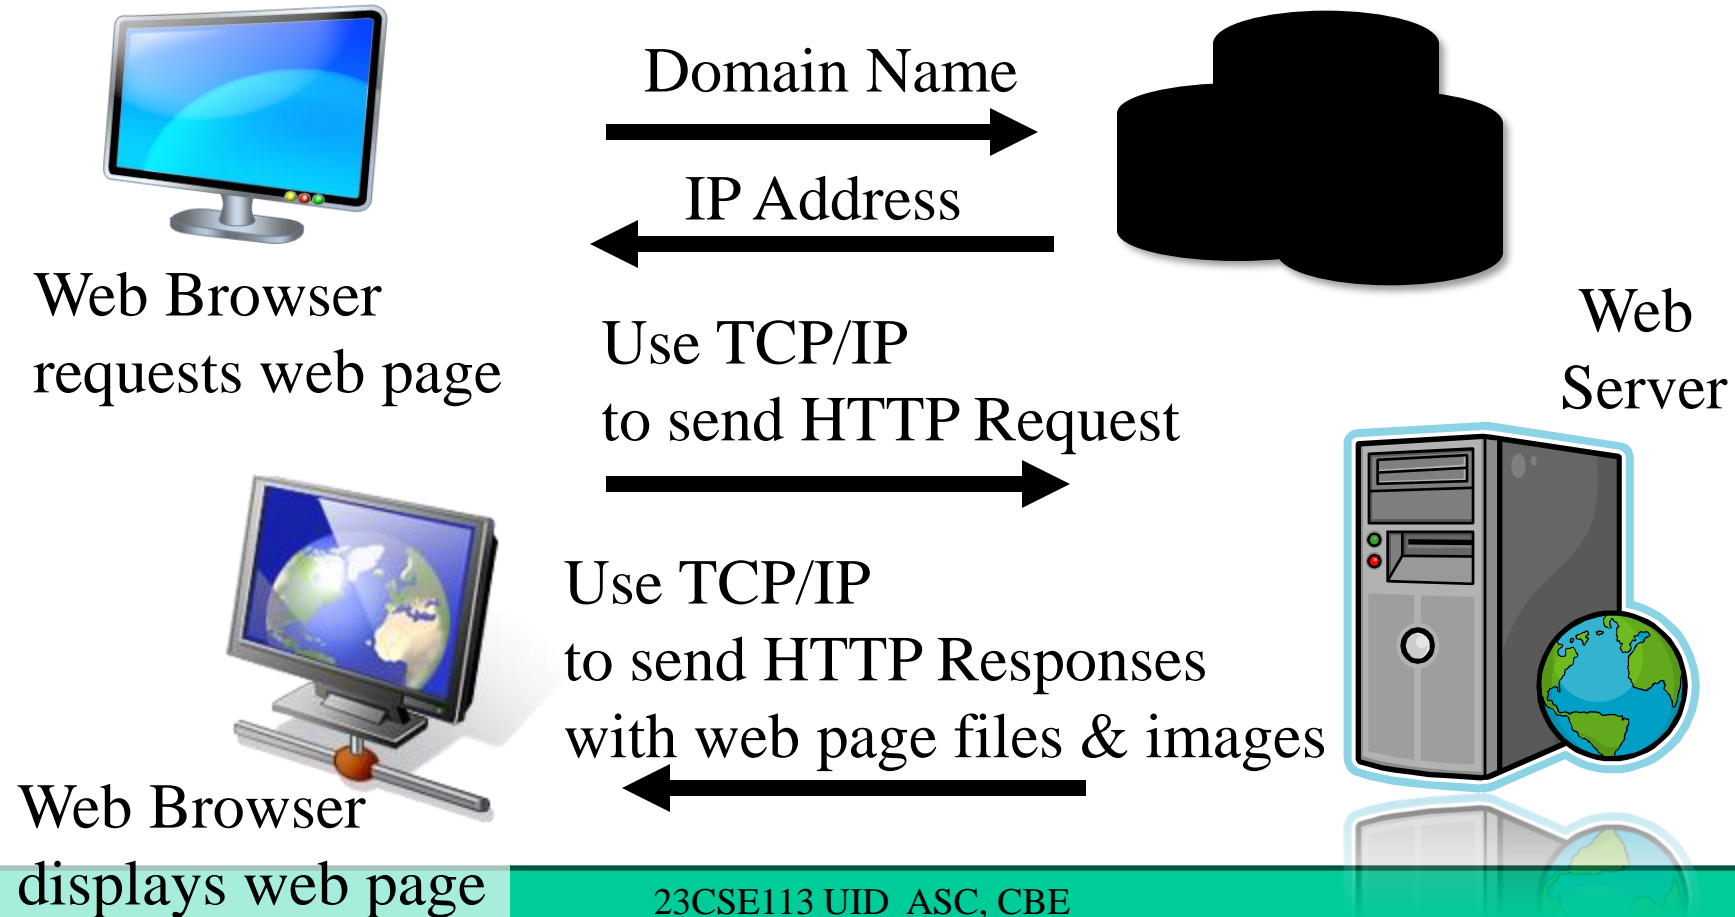 Domain Name
IP Address
Web Browser
requests web page
Use TCP/IP
to send HTTP Request
Web
Server
Use TCP/IP
to send HTTP Responses
with web page files & images
Web Browser
displays web page
23CSE113 UID ASC, CBE